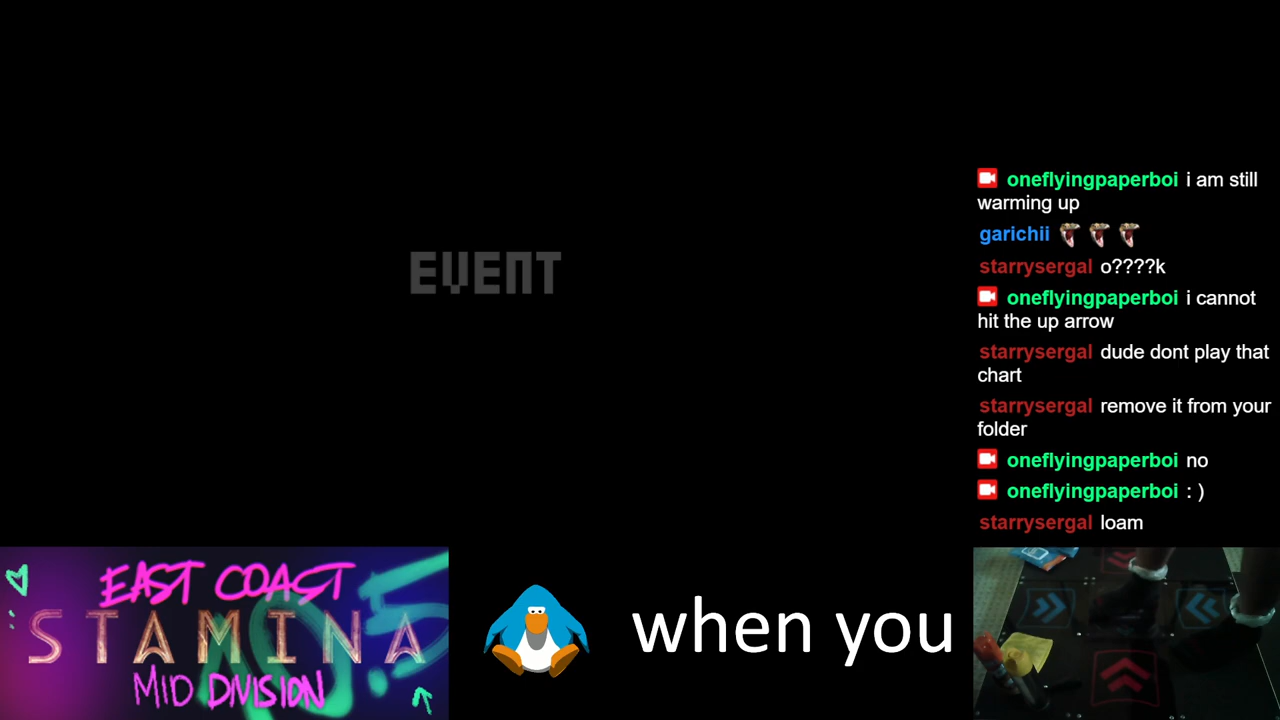 EVENT
oneflyingpaperboi i am still
warming up
garichii
starrysergal o????k
oneflyingpaperboi i cannot
hit the up arrow
starrysergal dude dont play that
chart
starrysergal remove it from your
folder
oneflyingpaperboi no
oneflyingpaperboi : )
starrysergal loam
EAST COAST
STAMINA
10.5
MID DIVISION
when you